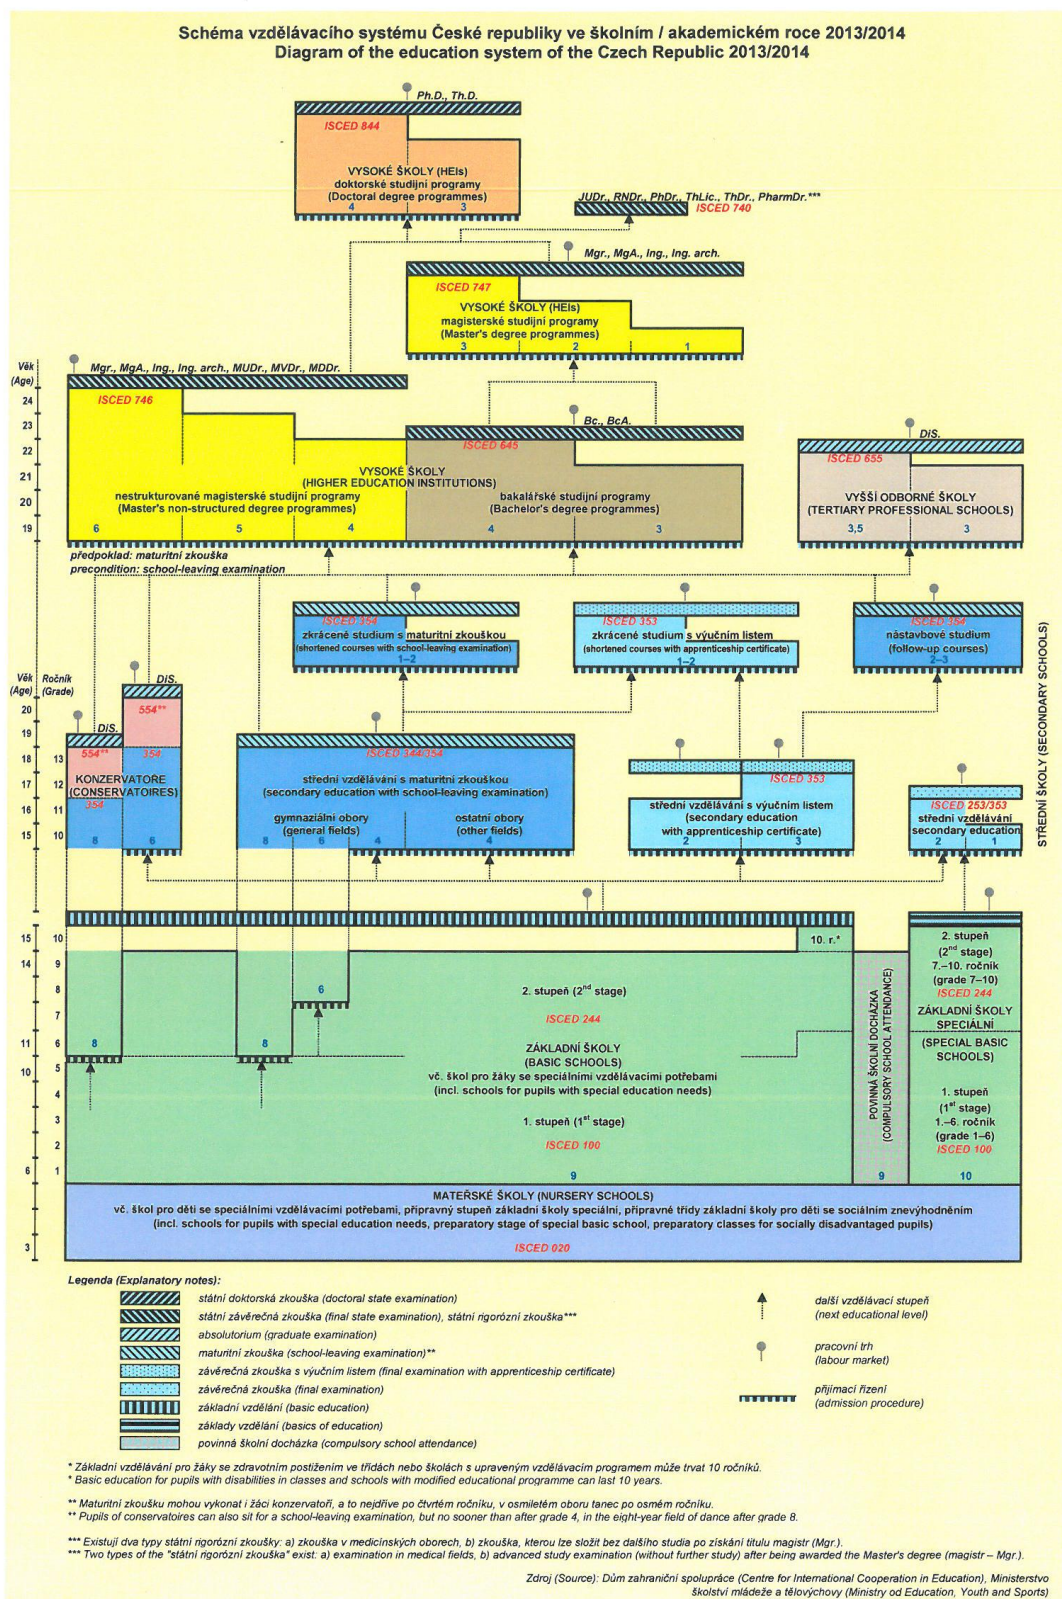 Schéma vzdělávacího systému České republiky ve školním / akademickém roce 2013/2014
Diagram of the education system of the Czech Republic 2013/2014
Ph.D., Th.D.
ISCED 844
VYSOKÉ ŠKOLY (HEIs)
doktorské studijní programy
(Doctoral degree programmes)
4 3
JUDr., RNDr., PhDr., ThLic., ThDr., PharmDr.***
ISCED 740
Mgr., MgA., Ing., Ing. arch.
ISCED 747
VYSOKÉ ŠKOLY (HEIs)
magisterské studijní programy
(Master's degree programmes)
3 2 1
Věk
(Age)
24
23
22
21
20
19
Mgr., MgA., Ing., Ing. arch., MUDr., MVDr., MDDr.
ISCED 746
Bc., BcA.
ISCED 645
VYSOKÉ ŠKOLY
(HIGHER EDUCATION INSTITUTIONS)
nestrukturované magisterské studijní programy
(Master's non-structured degree programmes)
6 5 4
bakalářské studijní programy
(Bachelor's degree programmes)
4 3
DiS.
ISCED 655
VYŠŠÍ ODBORNÉ ŠKOLY
(TERTIARY PROFESSIONAL SCHOOLS)
3,5 3
předpoklad: maturitní zkouška
precondition: school-leaving examination
ISCED 354
zkrácené studium s maturitní zkouškou
(shortened courses with school-leaving examination)
1–2
ISCED 353
zkrácené studium s výučním listem
(shortened courses with apprenticeship certificate)
1–2
ISCED 354
nástavbové studium
(follow-up courses)
2–3
STŘEDNÍ ŠKOLY (SECONDARY SCHOOLS)
Věk Ročník
(Age) (Grade)
20
19
18 13
17 12
16 11
15 10
DiS.
554**
DiS.
554**
354
KONZERVATOŘE
(CONSERVATOIRES)
354
8 6
ISCED 344/354
střední vzdělávání s maturitní zkouškou
(secondary education with school-leaving examination)
gymnaziální obory
(general fields)
ostatní obory
(other fields)
8 6 4 4
ISCED 353
střední vzdělávání s výučním listem
(secondary education
with apprenticeship certificate)
2 3
ISCED 253/353
střední vzdělávání
secondary education
2 1
15 10
14 9
8
7
11 6
10 5
4
3
2
6 1
3
10. r.*
6
8
8
2. stupeň (2nd stage)
ISCED 244
ZÁKLADNÍ ŠKOLY
(BASIC SCHOOLS)
vč. škol pro žáky se speciálními vzdělávacími potřebami
(incl. schools for pupils with special education needs)
1. stupeň (1st stage)
ISCED 100
9
POVINNÁ ŠKOLNÍ DOCHÁZKA
(COMPULSORY SCHOOL ATTENDANCE)
9
2. stupeň
(2nd stage)
7.–10. ročník
(grade 7–10)
ISCED 244
ZÁKLADNÍ ŠKOLY
SPECIÁLNÍ
(SPECIAL BASIC
SCHOOLS)
1. stupeň
(1st stage)
1.–6. ročník
(grade 1–6)
ISCED 100
10
MATEŘSKÉ ŠKOLY (NURSERY SCHOOLS)
vč. škol pro děti se speciálními vzdělávacími potřebami, přípravný stupeň základní školy speciální, přípravné třídy základní školy pro děti se sociálním znevýhodněním
(incl. schools for pupils with special education needs, preparatory stage of special basic school, preparatory classes for socially disadvantaged pupils)
ISCED 020
Legenda (Explanatory notes):
státní doktorská zkouška (doctoral state examination)
státní závěrečná zkouška (final state examination), státní rigorózní zkouška***
absolutorium (graduate examination)
maturitní zkouška (school-leaving examination)**
závěrečná zkouška s výučním listem (final examination with apprenticeship certificate)
závěrečná zkouška (final examination)
základní vzdělání (basic education)
základy vzdělání (basics of education)
povinná školní docházka (compulsory school attendance)
další vzdělávací stupeň
(next educational level)
pracovní trh
(labour market)
přijímací řízení
(admission procedure)
* Základní vzdělávání pro žáky se zdravotním postižením ve třídách nebo školách s upraveným vzdělávacím programem může trvat 10 ročníků.
* Basic education for pupils with disabilities in classes and schools with modified educational programme can last 10 years.
** Maturitní zkoušku mohou vykonat i žáci konzervatoří, a to nejdříve po čtvrtém ročníku, v osmiletém oboru tanec po osmém ročníku.
** Pupils of conservatoires can also sit for a school-leaving examination, but no sooner than after grade 4, in the eight-year field of dance after grade 8.
*** Existují dva typy státní rigorózní zkoušky: a) zkouška v medicínských oborech, b) zkouška, kterou lze složit bez dalšího studia po získání titulu magistr (Mgr.).
*** Two types of the "státní rigorózní zkouška" exist: a) examination in medical fields, b) advanced study examination (without further study) after being awarded the Master's degree (magistr – Mgr.).
Zdroj (Source): Dům zahraniční spolupráce (Centre for International Cooperation in Education), Ministerstvo
školství mládeže a tělovýchovy (Ministry od Education, Youth and Sports)